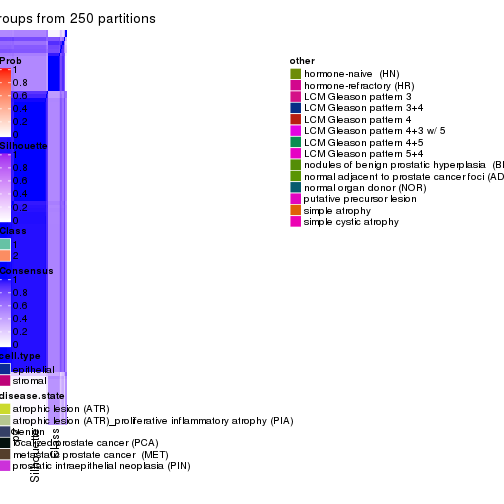 roups from 250 partitions
Prob
1
0.8
0.6
0.4
0.2
0
Silhouette
1
0.8
0.6
0.4
0.2
0
Class
1
2
Consensus
1
0.8
0.6
0.4
0.2
0
cell.type
epithelial
stromal
disease.state
atrophic lesion (ATR)
atrophic lesion (ATR)_proliferative inflammatory atrophy (PIA)
benign
localized prostate cancer (PCA)
metastatic prostate cancer (MET)
prostatic intraepithelial neoplasia (PIN)
Silhouette
Class
other
hormone-naive (HN)
hormone-refractory (HR)
LCM Gleason pattern 3
LCM Gleason pattern 3+4
LCM Gleason pattern 4
LCM Gleason pattern 4+3 w/ 5
LCM Gleason pattern 4+5
LCM Gleason pattern 5+4
nodules of benign prostatic hyperplasia (B
normal adjacent to prostate cancer foci (AD
normal organ donor (NOR)
putative precursor lesion
simple atrophy
simple cystic atrophy